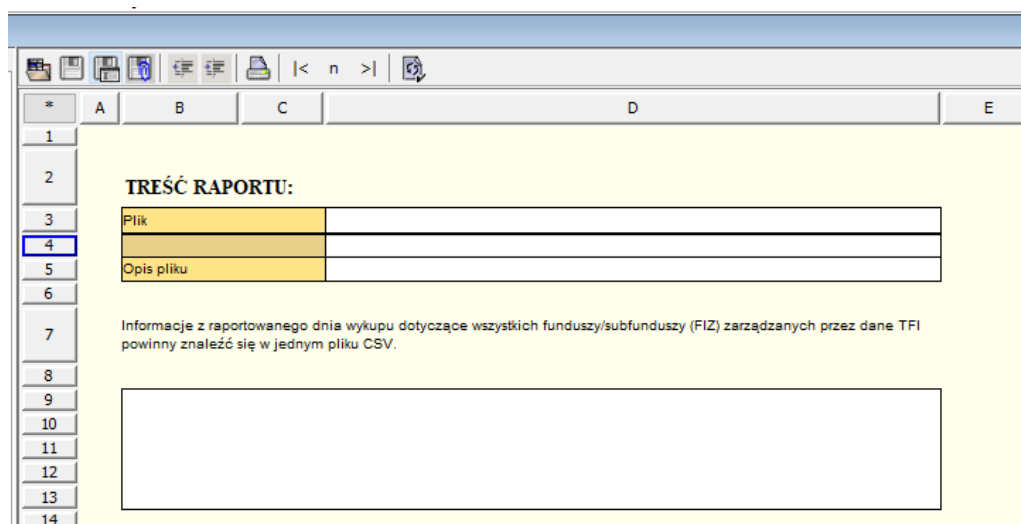 |< n >|
* A B C D E
1
2 TREŚĆ RAPORTU:
3 Plik
4
5 Opis pliku
6
7 Informacje z raportowanego dnia wykupu dotyczące wszystkich funduszy/subfunduszy (FIZ) zarządzanych przez dane TFI
powinny znaleźć się w jednym pliku CSV.
8
9
10
11
12
13
14